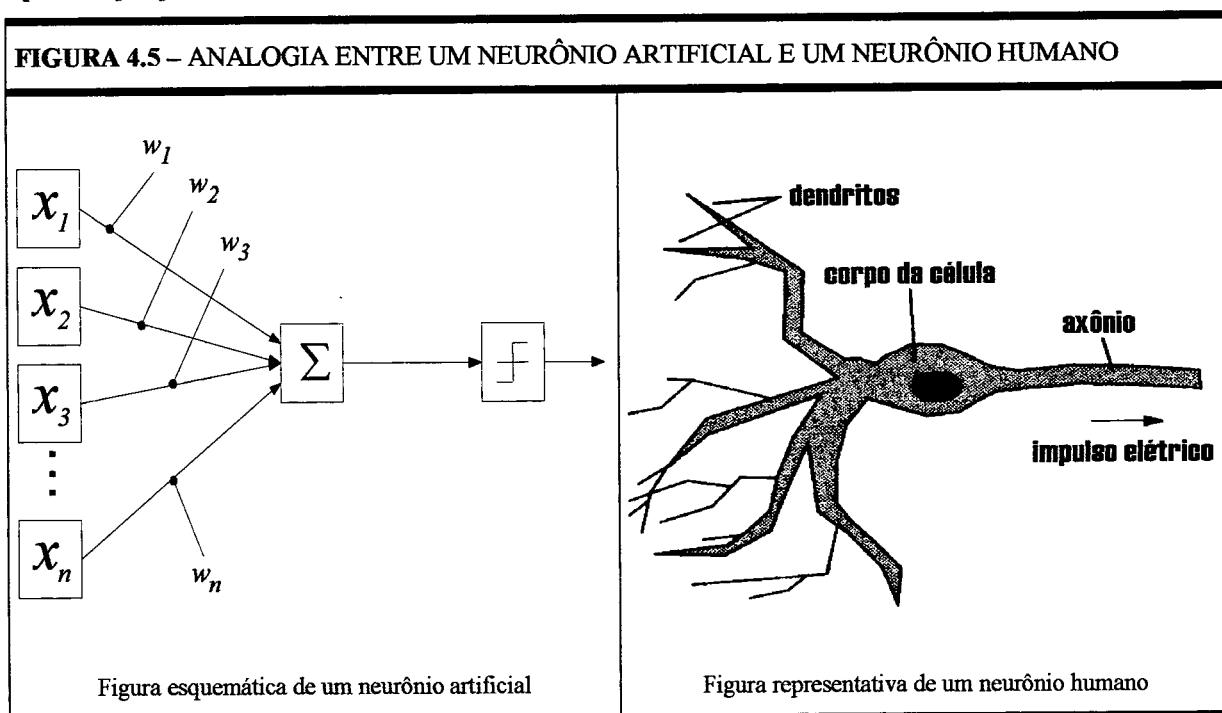 FIGURA 4.5 – ANALOGIA ENTRE UM NEURÔNIO ARTIFICIAL E UM NEURÔNIO HUMANO
w1
w2
w3
x1
x2
x3
xn
wn
Σ
Figura esquemática de um neurônio artificial
dendritos
corpo da célula
axônio
impulso elétrico
Figura representativa de um neurônio humano